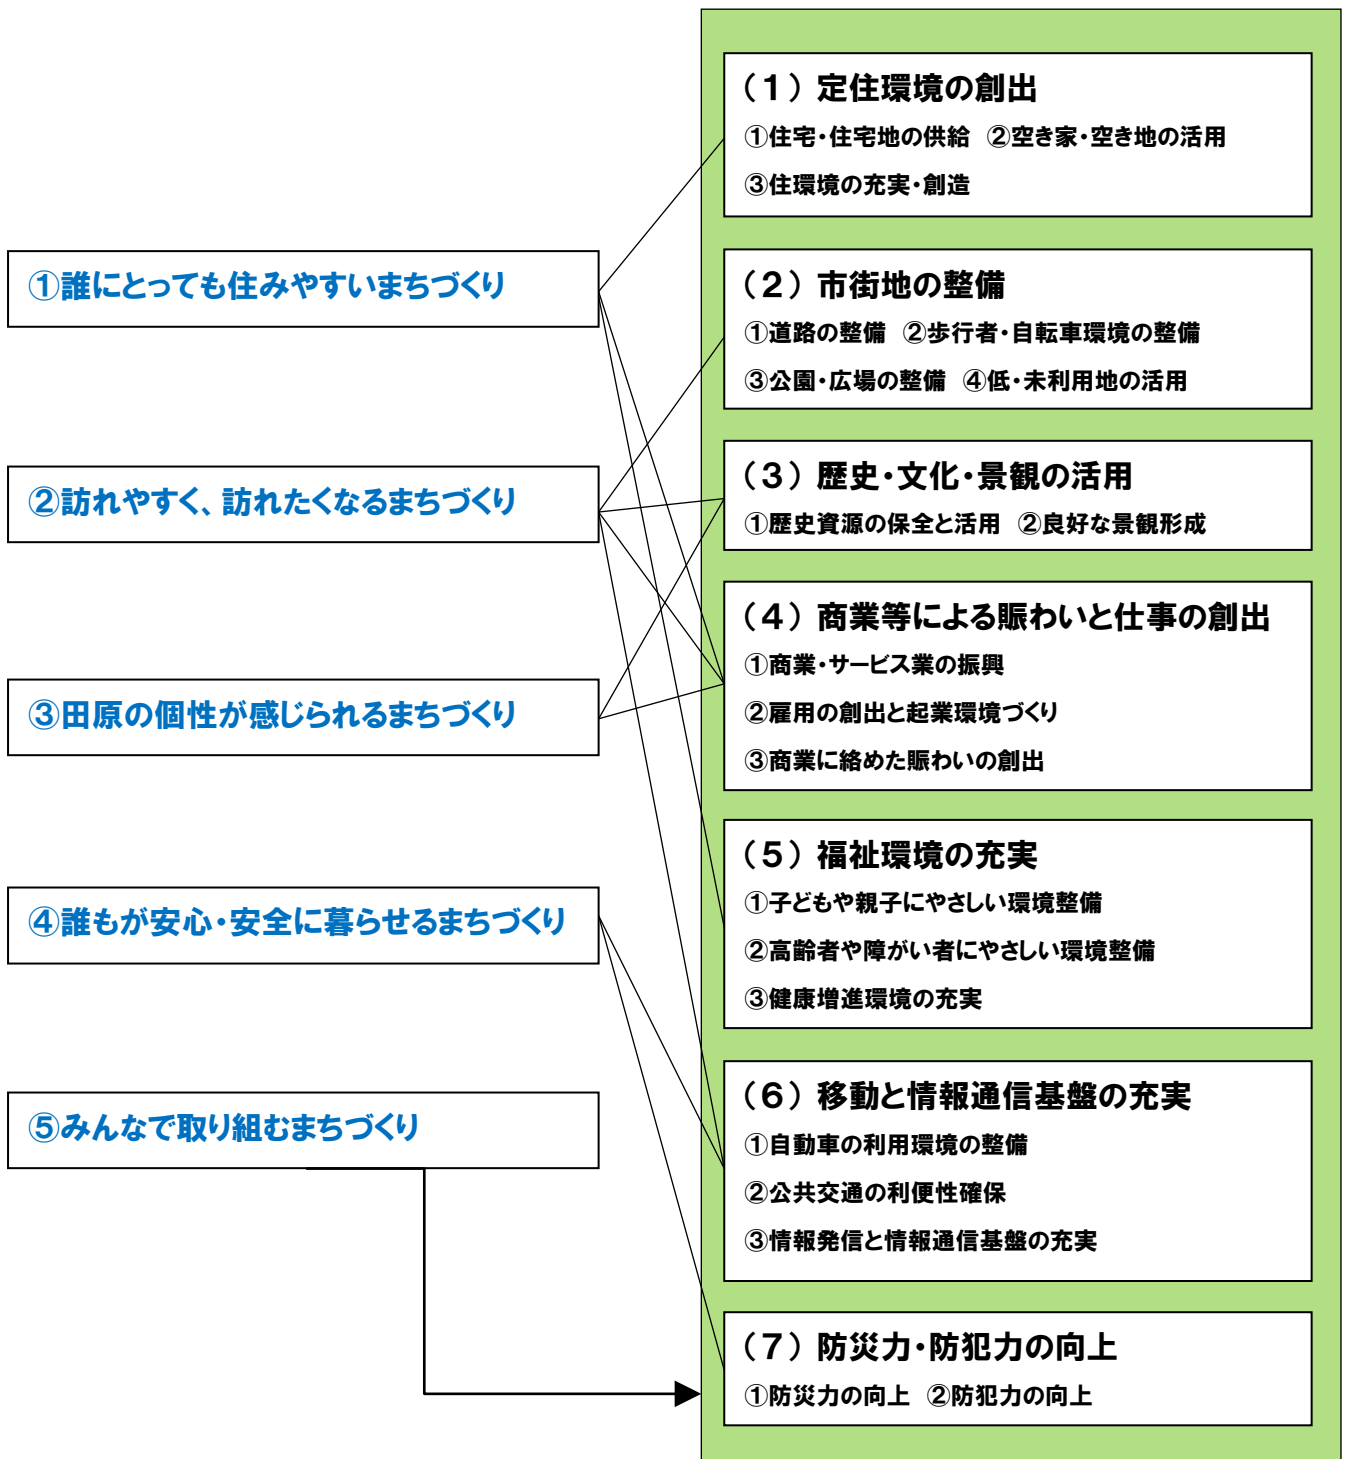 ①誰にとっても住みやすいまちづくり
②訪れやすく、訪れたくなるまちづくり
③田原の個性が感じられるまちづくり
④誰もが安心・安全に暮らせるまちづくり
⑤みんなで取り組むまちづくり
（１）定住環境の創出
①住宅・住宅地の供給 ②空き家・空き地の活用
③住環境の充実・創造
（２）市街地の整備
①道路の整備 ②歩行者・自転車環境の整備
③公園・広場の整備 ④低・未利用地の活用
（３）歴史・文化・景観の活用
①歴史資源の保全と活用 ②良好な景観形成
（４）商業等による賑わいと仕事の創出
①商業・サービス業の振興
②雇用の創出と起業環境づくり
③商業に絡めた賑わいの創出
（５）福祉環境の充実
①子どもや親子にやさしい環境整備
②高齢者や障がい者にやさしい環境整備
③健康増進環境の充実
（６）移動と情報通信基盤の充実
①自動車の利用環境の整備
②公共交通の利便性確保
③情報発信と情報通信基盤の充実
（７）防災力・防犯力の向上
①防災力の向上 ②防犯力の向上